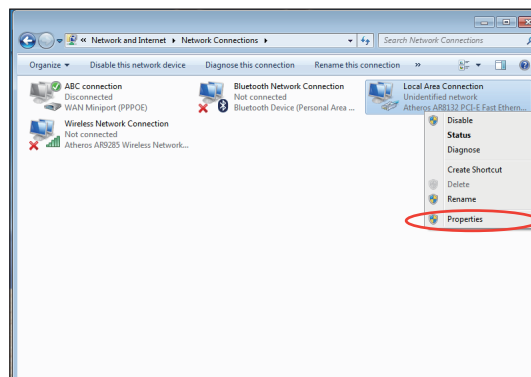 « Network and Internet ▸ Network Connections ▸ Search Network Connections
Organize ▾ Disable this network device Diagnose this connection Rename this connection »
ABC connection
Disconnected
WAN Miniport (PPPOE)
Bluetooth Network Connection
Not connected
Bluetooth Device (Personal Area ...
Local Area Connection
Unidentified network
Atheros AR8132 PCI-E Fast Ethern...
Wireless Network Connection
Not connected
Atheros AR9285 Wireless Network...
Disable
Status
Diagnose
Create Shortcut
Delete
Rename
Properties